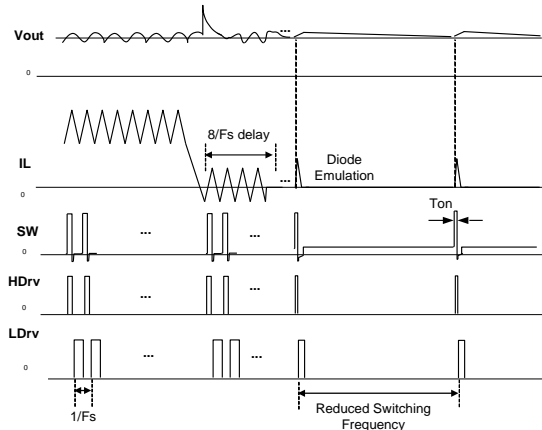 Vout
...
0
8/Fs delay
IL
...
Diode
Emulation
0
Ton
SW
...
...
0
HDrv
...
...
0
LDrv
...
...
0
1/Fs
Reduced Switching
Frequency